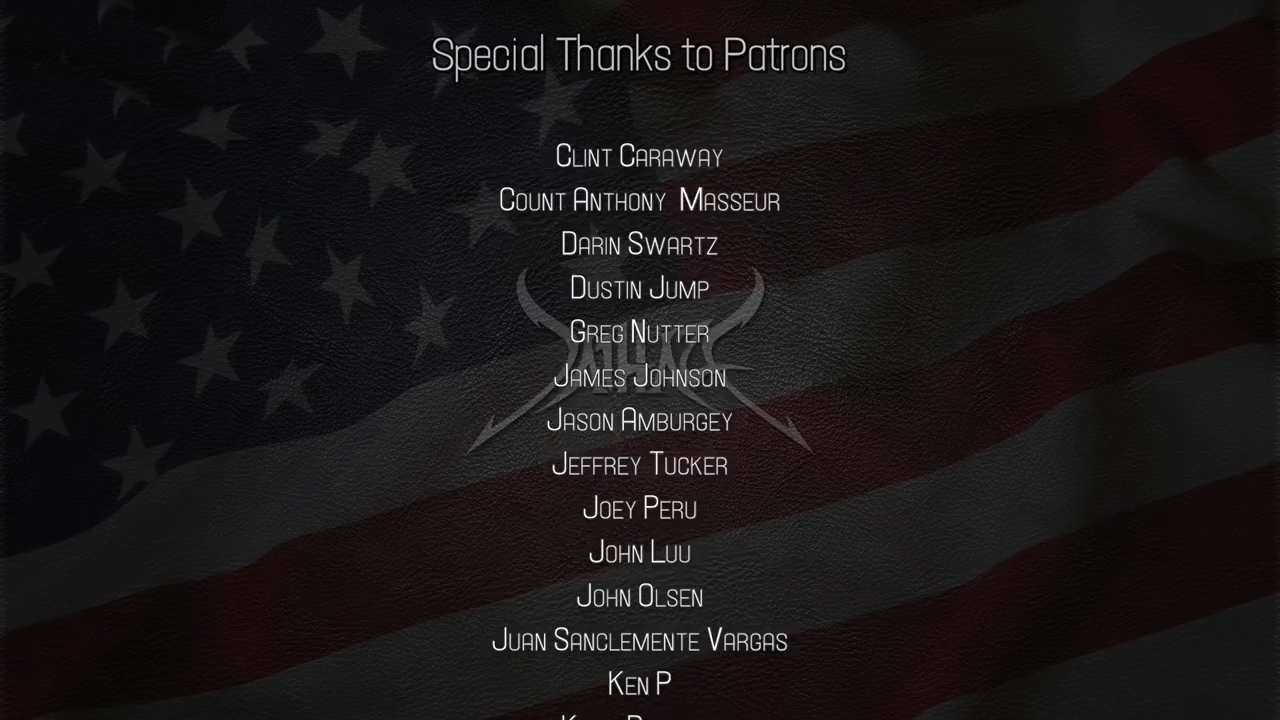 Special Thanks to Patrons
Clint Caraway
Count Anthony  Masseur
Darin Swartz
Dustin Jump
Greg Nutter
James Johnson
Jason Amburgey
Jeffrey Tucker
Joey Peru
John Luu
John Olsen
Juan Sanclemente Vargas
Ken P